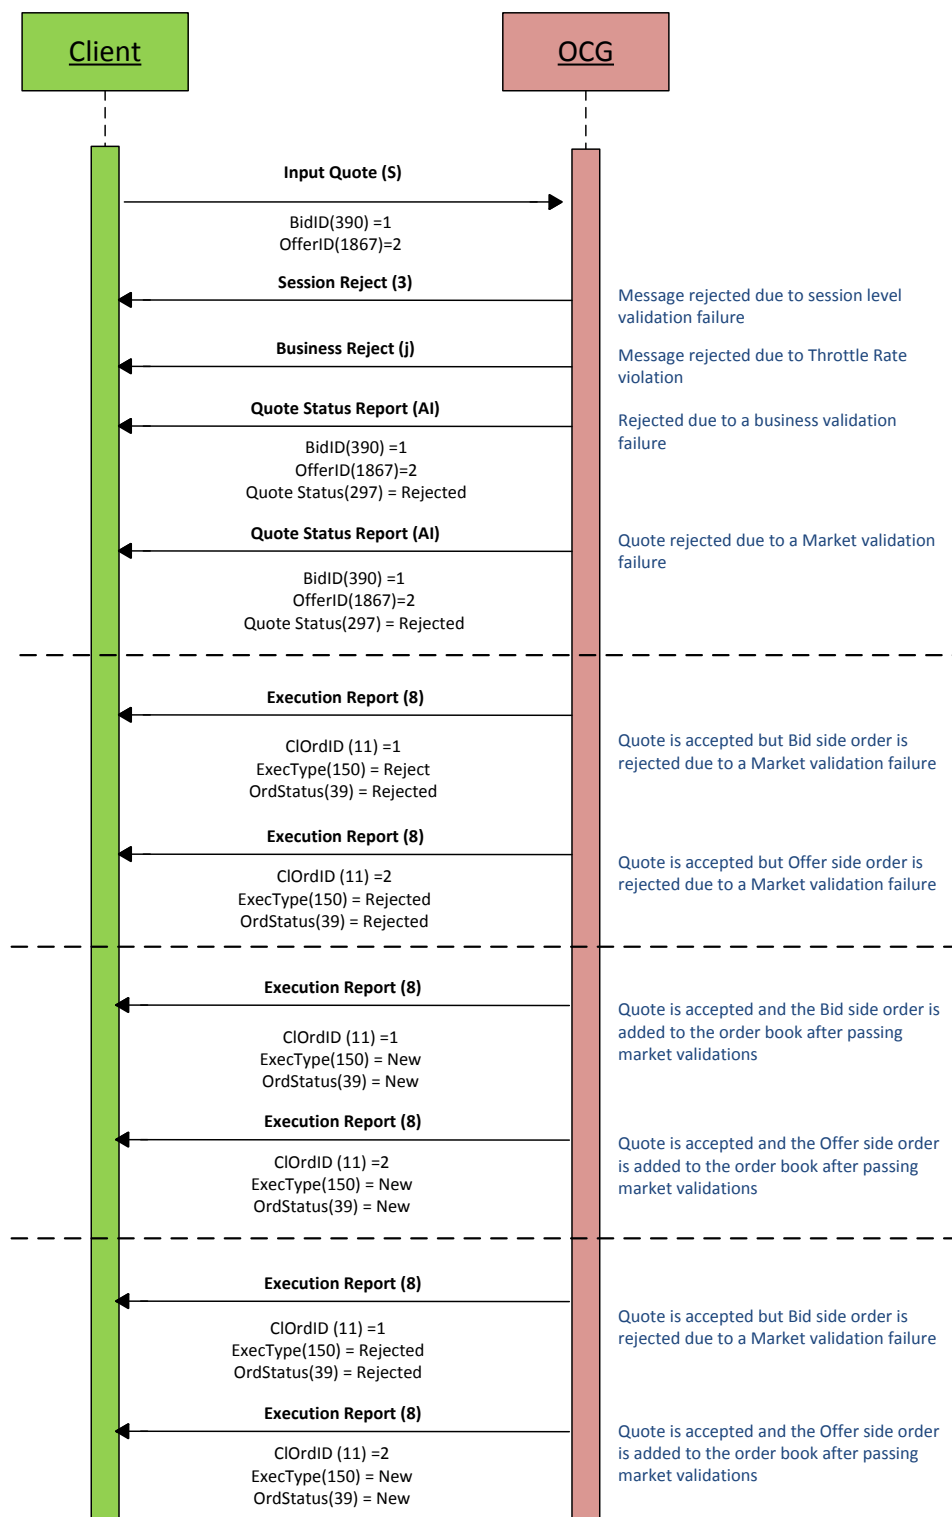 Client
OCG
Input Quote (S)
BidID(390) =1
OfferID(1867)=2
Session Reject (3)
Message rejected due to session level
validation failure
Business Reject (j)
Message rejected due to Throttle Rate
violation
Quote Status Report (AI)
Rejected due to a business validation
failure
BidID(390) =1
OfferID(1867)=2
Quote Status(297) = Rejected
Quote Status Report (AI)
Quote rejected due to a Market validation
failure
BidID(390) =1
OfferID(1867)=2
Quote Status(297) = Rejected
Execution Report (8)
Quote is accepted but Bid side order is
rejected due to a Market validation failure
ClOrdID (11) =1
ExecType(150) = Reject
OrdStatus(39) = Rejected
Execution Report (8)
Quote is accepted but Offer side order is
rejected due to a Market validation failure
ClOrdID (11) =2
ExecType(150) = Rejected
OrdStatus(39) = Rejected
Execution Report (8)
Quote is accepted and the Bid side order is
added to the order book after passing
market validations
ClOrdID (11) =1
ExecType(150) = New
OrdStatus(39) = New
Execution Report (8)
Quote is accepted and the Offer side order
is added to the order book after passing
market validations
ClOrdID (11) =2
ExecType(150) = New
OrdStatus(39) = New
Execution Report (8)
Quote is accepted but Bid side order is
rejected due to a Market validation failure
ClOrdID (11) =1
ExecType(150) = Rejected
OrdStatus(39) = Rejected
Execution Report (8)
Quote is accepted and the Offer side order
is added to the order book after passing
market validations
ClOrdID (11) =2
ExecType(150) = New
OrdStatus(39) = New